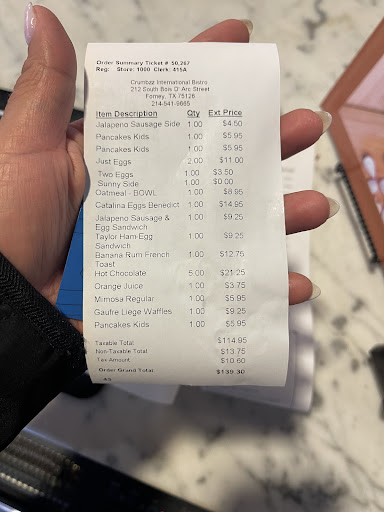 Order Summary Ticket # 50,267
Reg: Store: 1000 Clerk: 415A
Crumbzz International Bistro
212 South Bois D' Arc Street
Forney, TX 75126
214-541-6665
Item Description Qty Ext Price
Jalapeno Sausage Side 1.00 $4.50
Pancakes Kids 1.00 $5.95
Pancakes Kids 1.00 $5.95
Just Eggs 2.00 $11.00
Two Eggs 1.00 $3.50
Sunny Side 1.00 $0.00
Oatmeal - BOWL 1.00 $8.95
Catalina Eggs Benedict 1.00 $14.95
Jalapeno Sausage & 1.00 $9.25
Egg Sandwich
Taylor Ham Egg 1.00 $9.25
Sandwich
Banana Rum French 1.00 $12.75
Toast
Hot Chocolate 5.00 $21.25
Orange Juice 1.00 $3.75
Mimosa Regular 1.00 $5.95
Gaufre Liege Waffles 1.00 $9.25
Pancakes Kids 1.00 $5.95
Taxable Total $114.95
Non-Taxable Total $13.75
Tax Amount $10.60
Order Grand Total $139.30